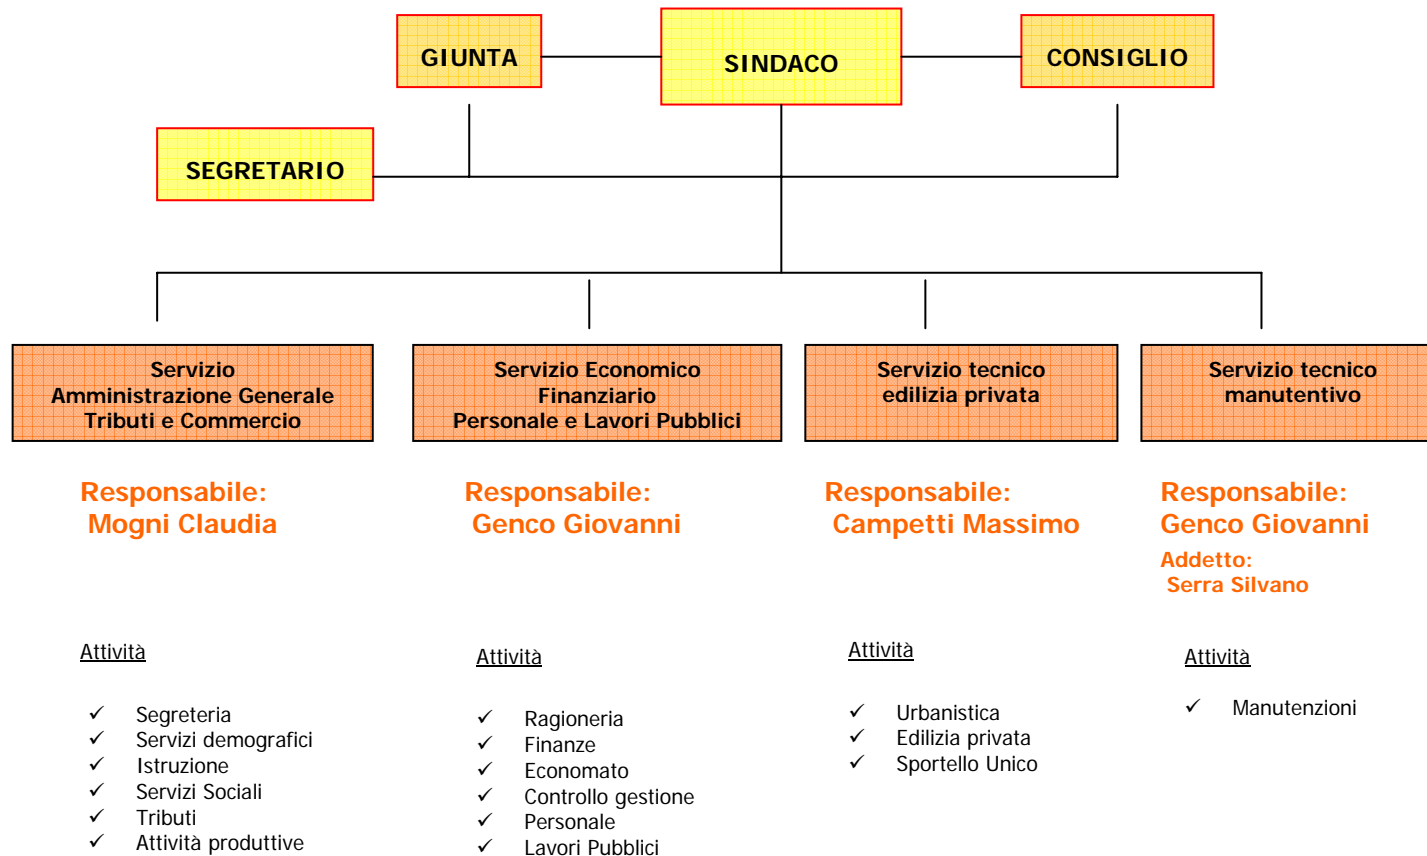 GIUNTA
SINDACO
CONSIGLIO
SEGRETARIO
Servizio
Amministrazione Generale
Tributi e Commercio
Servizio Economico
Finanziario
Personale e Lavori Pubblici
Servizio tecnico
edilizia privata
Servizio tecnico
manutentivo
Responsabile:
Mogni Claudia
Responsabile:
Genco Giovanni
Responsabile:
Campetti Massimo
Responsabile:
Genco Giovanni
Addetto:
Serra Silvano
Attività
✓ Segreteria
✓ Servizi demografici
✓ Istruzione
✓ Servizi Sociali
✓ Tributi
✓ Attività produttive
Attività
✓ Ragioneria
✓ Finanze
✓ Economato
✓ Controllo gestione
✓ Personale
✓ Lavori Pubblici
Attività
✓ Urbanistica
✓ Edilizia privata
✓ Sportello Unico
Attività
✓ Manutenzioni